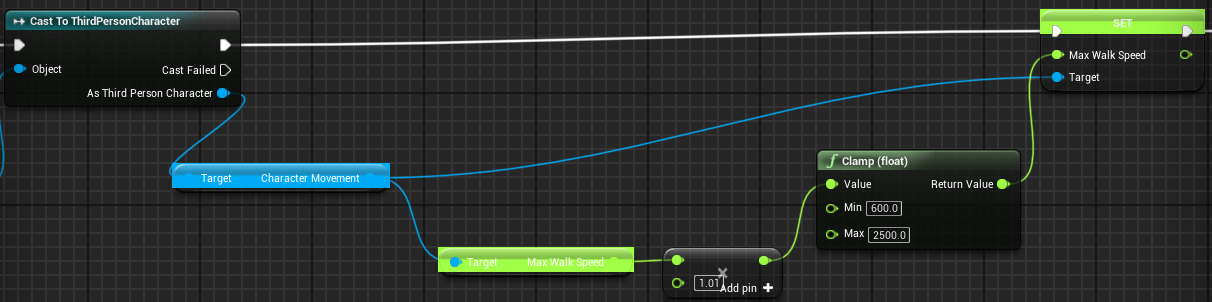 Cast To ThirdPersonCharacter
SET
Object
Cast Failed
Max Walk Speed
As Third Person Character
Target
Target
Character Movement
f Clamp (float)
Value
Return Value
Min 600.0
Max 2500.0
Target
Max Walk Speed
1.01
Add pin +